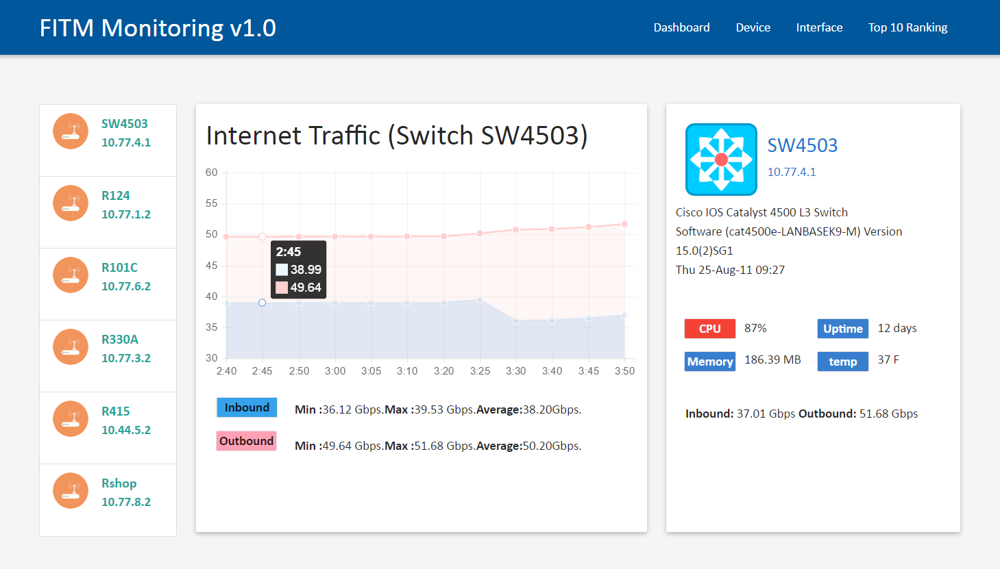 FITM Monitoring v1.0
Dashboard Device Interface Top 10 Ranking
SW4503
10.77.4.1
R124
10.77.1.2
R101C
10.77.6.2
R330A
10.77.3.2
R415
10.44.5.2
Rshop
10.77.8.2
Internet Traffic (Switch SW4503)
60
55
50
45
40
35
30
2:45
38.99
49.64
2:40 2:45 2:50 3:00 3:05 3:10 3:20 3:25 3:30 3:40 3:45 3:50
Inbound Min :36.12 Gbps.Max :39.53 Gbps.Average:38.20Gbps.
Outbound Min :49.64 Gbps.Max :51.68 Gbps.Average:50.20Gbps.
SW4503
10.77.4.1
Cisco IOS Catalyst 4500 L3 Switch
Software (cat4500e-LANBASEK9-M) Version
15.0(2)SG1
Thu 25-Aug-11 09:27
CPU 87% Uptime 12 days
Memory 186.39 MB temp 37 F
Inbound: 37.01 Gbps Outbound: 51.68 Gbps